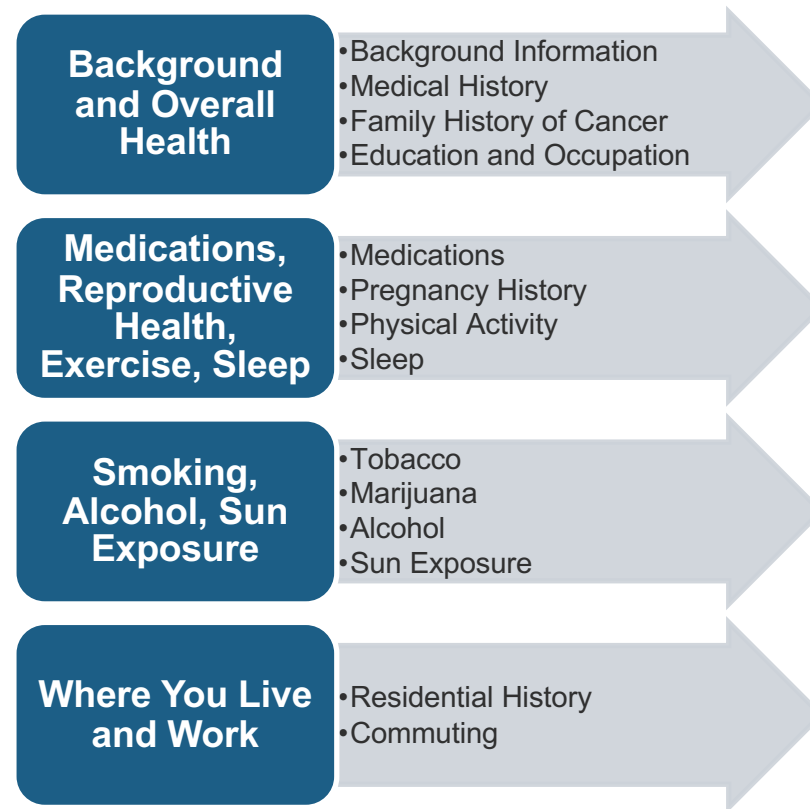 Background
and Overall
Health
•Background Information
•Medical History
•Family History of Cancer
•Education and Occupation
Medications,
Reproductive
Health,
Exercise, Sleep
•Medications
•Pregnancy History
•Physical Activity
•Sleep
Smoking,
Alcohol, Sun
Exposure
•Tobacco
•Marijuana
•Alcohol
•Sun Exposure
Where You Live
and Work
•Residential History
•Commuting